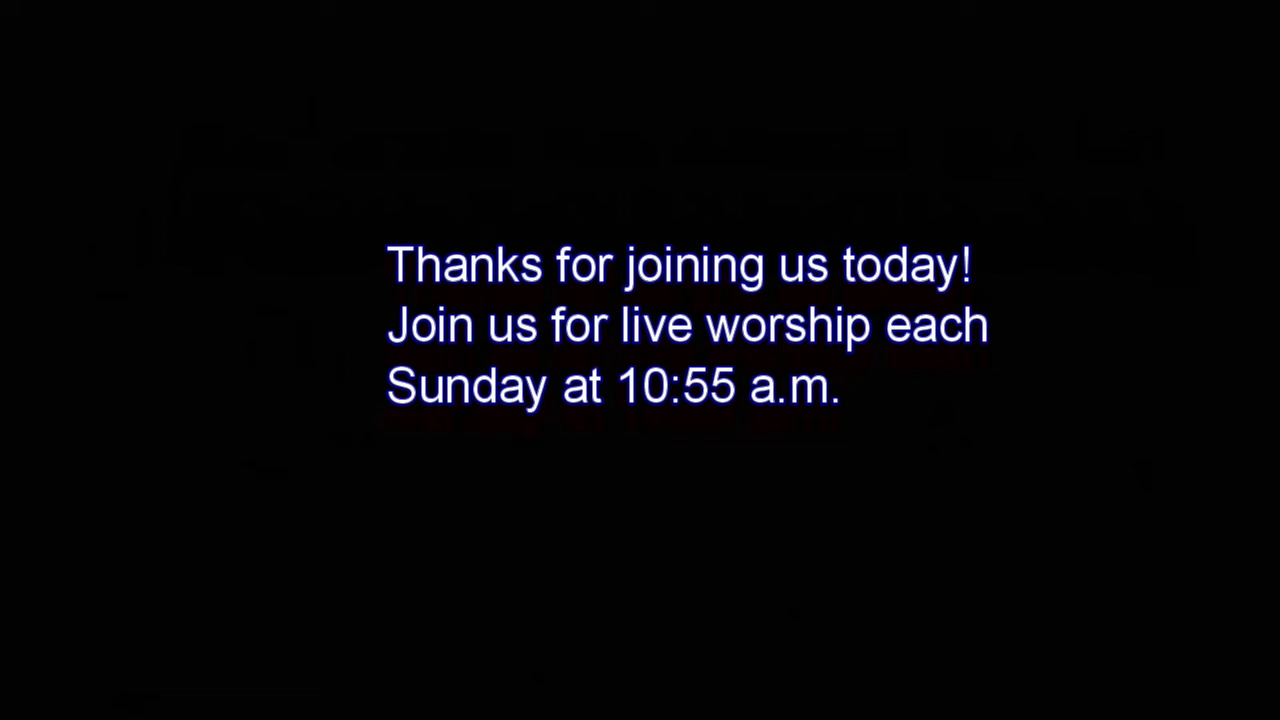 Thanks for joining us today!
Join us for live worship each
Sunday at 10:55 a.m.